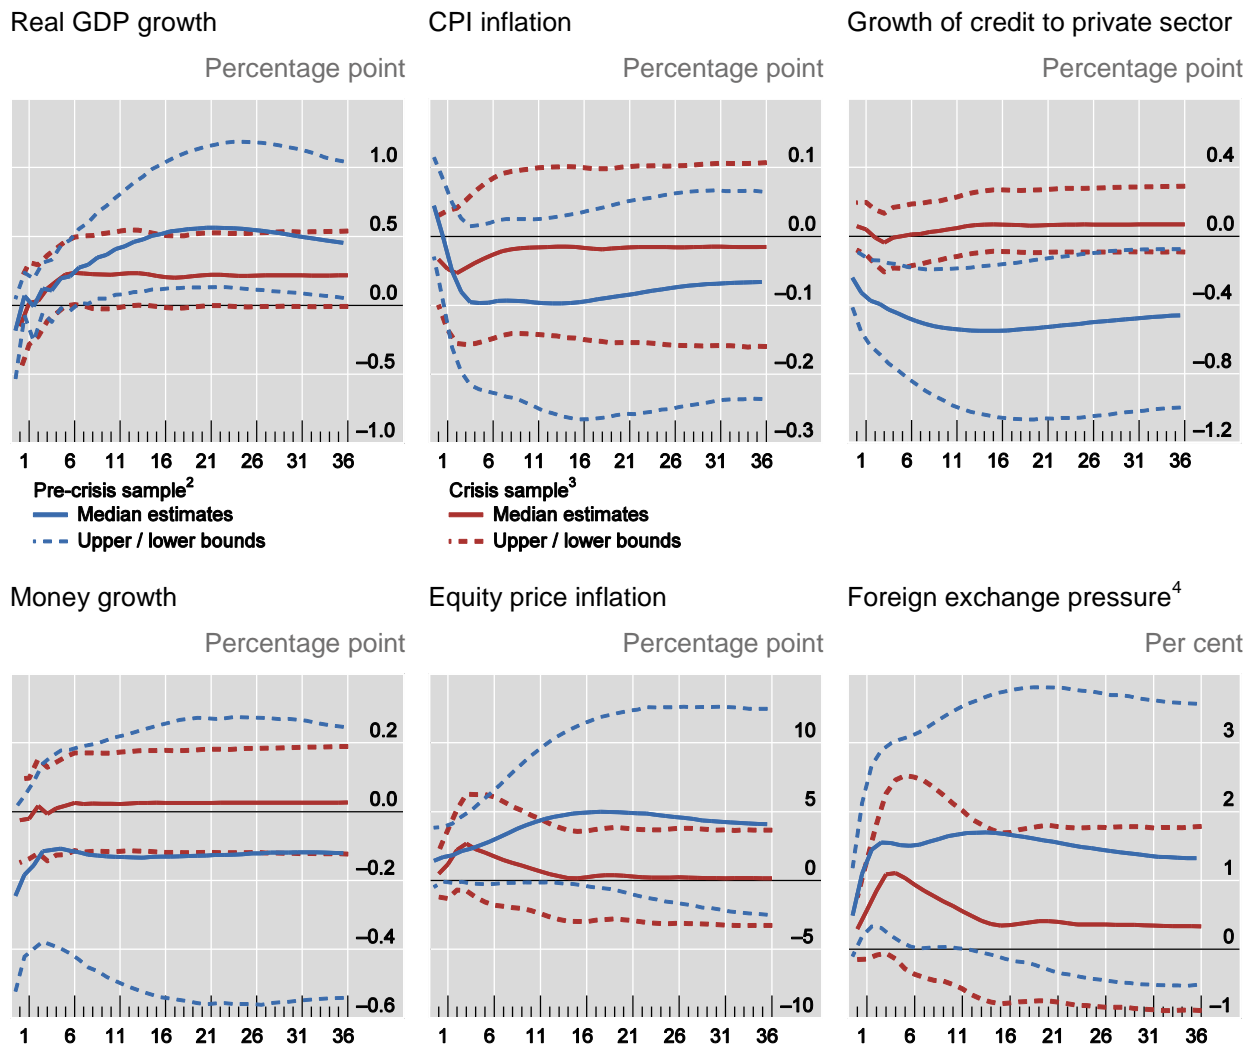 Real GDP growth
CPI inflation
Growth of credit to private sector
Percentage point
Percentage point
Percentage point
1.0
0.5
0.0
–0.5
–1.0
0.1
0.0
–0.1
–0.2
–0.3
0.4
0.0
–0.4
–0.8
–1.2
1 6 11 16 21 26 31 36
1 6 11 16 21 26 31 36
1 6 11 16 21 26 31 36
Pre-crisis sample²
Median estimates
Upper / lower bounds
Crisis sample³
Median estimates
Upper / lower bounds
Money growth
Equity price inflation
Foreign exchange pressure⁴
Percentage point
Percentage point
Per cent
0.2
0.0
–0.2
–0.4
–0.6
10
5
0
–5
–10
3
2
1
0
–1
1 6 11 16 21 26 31 36
1 6 11 16 21 26 31 36
1 6 11 16 21 26 31 36